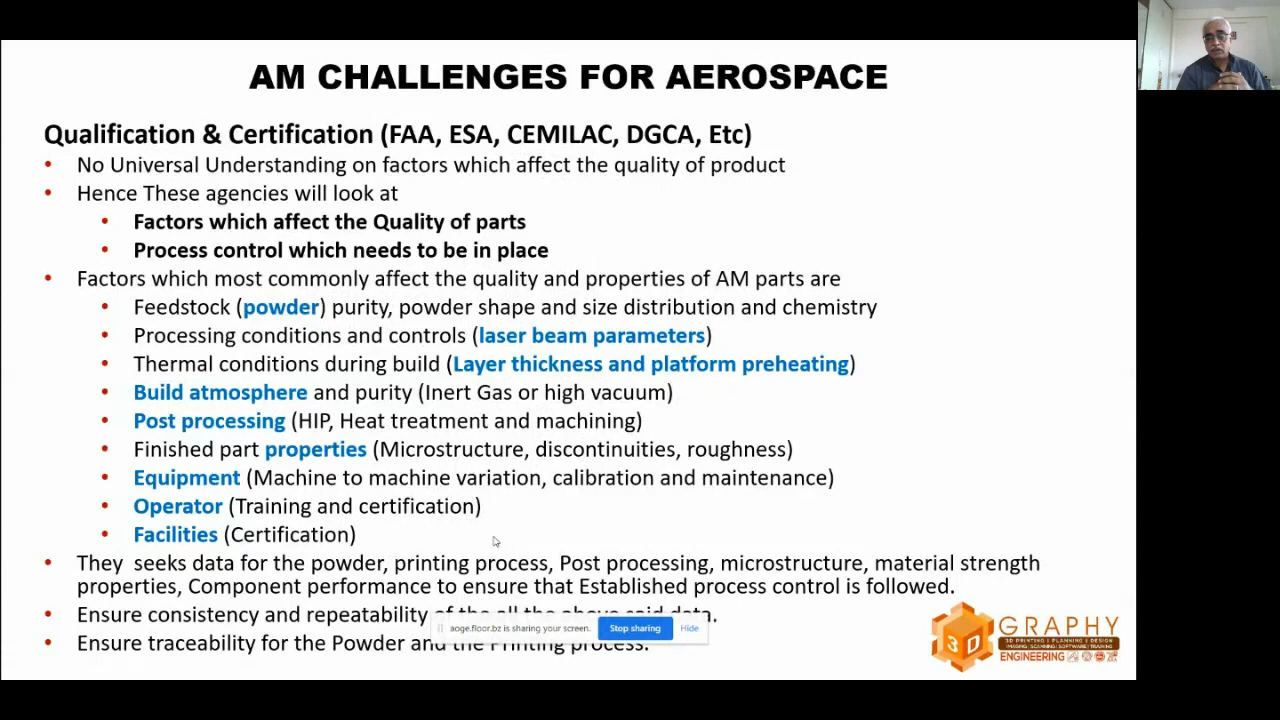 AM CHALLENGES FOR AEROSPACE
Qualification & Certification (FAA, ESA, CEMILAC, DGCA, Etc)
• No Universal Understanding on factors which affect the quality of product
• Hence These agencies will look at
• Factors which affect the Quality of parts
• Process control which needs to be in place
• Factors which most commonly affect the quality and properties of AM parts are
• Feedstock (powder) purity, powder shape and size distribution and chemistry
• Processing conditions and controls (laser beam parameters)
• Thermal conditions during build (Layer thickness and platform preheating)
• Build atmosphere and purity (Inert Gas or high vacuum)
• Post processing (HIP, Heat treatment and machining)
• Finished part properties (Microstructure, discontinuities, roughness)
• Equipment (Machine to machine variation, calibration and maintenance)
• Operator (Training and certification)
• Facilities (Certification)
• They seeks data for the powder, printing process, Post processing, microstructure, material strength
properties, Component performance to ensure that Established process control is followed.
• Ensure consistency and repeatability of the all the above said data.
aoge.floor.bz is sharing your screen. Stop sharing Hide
• Ensure traceability for the Powder and the Printing process.
3D GRAPHY
3D PRINTING | PLANNING | DESIGN
IMAGING | SCANNING | SOFTWARE | TRAINING
ENGINEERING